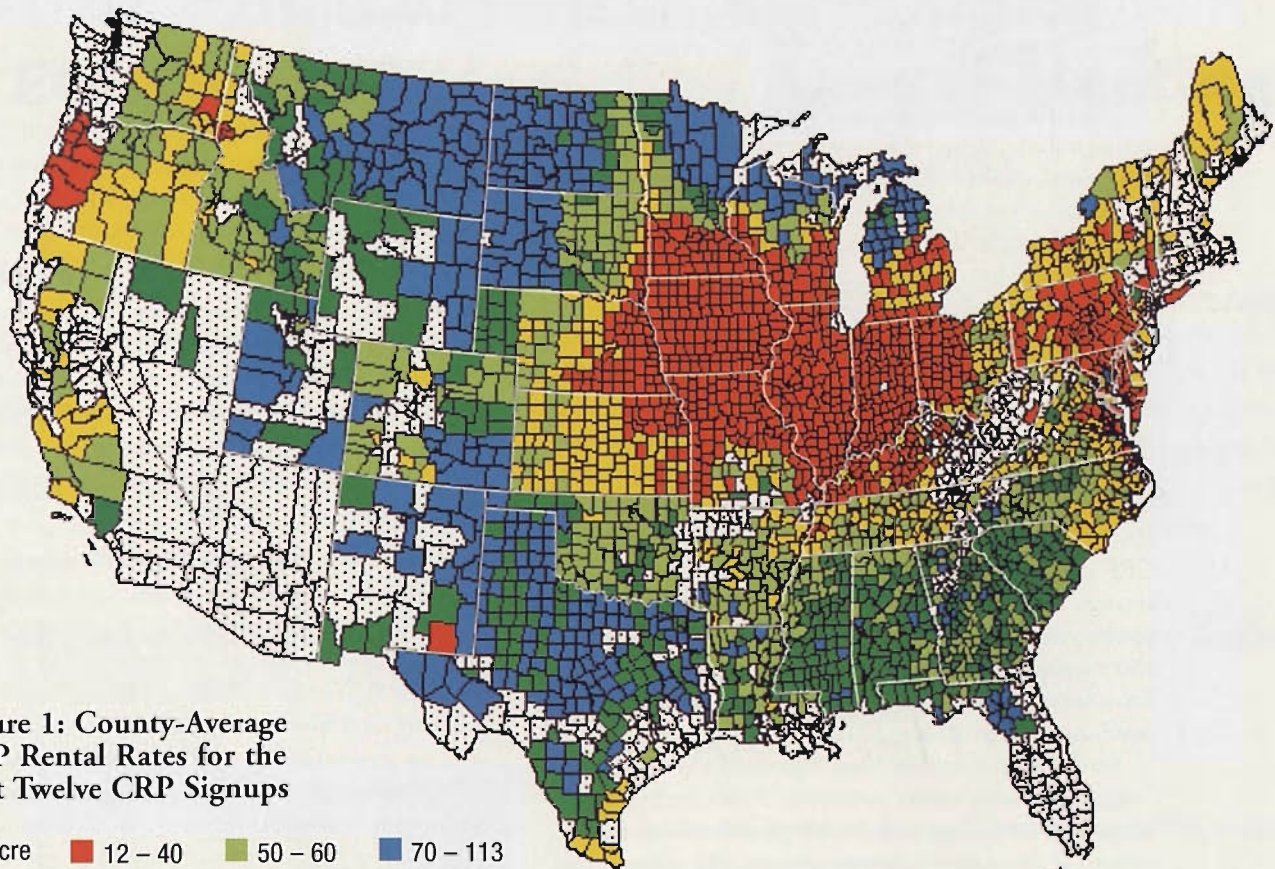 ure 1: County-Average
P Rental Rates for the
t Twelve CRP Signups
cre 12 – 40 50 – 60 70 – 113